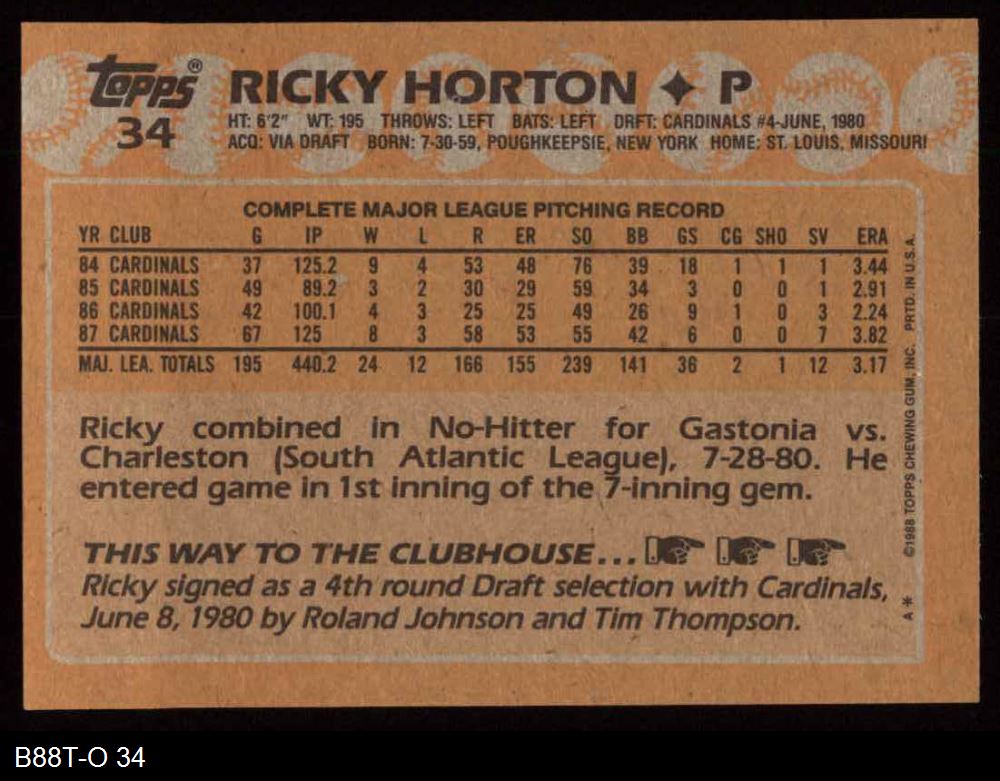 Topps® RICKY HORTON ✦ P
34
HT: 6'2" WT: 195 THROWS: LEFT BATS: LEFT DRFT: CARDINALS #4-JUNE, 1980
ACQ: VIA DRAFT BORN: 7-30-59, POUGHKEEPSIE, NEW YORK HOME: ST. LOUIS, MISSOURI
COMPLETE MAJOR LEAGUE PITCHING RECORD
YR CLUB G IP W L R ER SO BB GS CG SHO SV ERA
84 CARDINALS 37 125.2 9 4 53 48 76 39 18 1 1 1 3.44
85 CARDINALS 49 89.2 3 2 30 29 59 34 3 0 0 1 2.91
86 CARDINALS 42 100.1 4 3 25 25 49 26 9 1 0 3 2.24
87 CARDINALS 67 125 8 3 58 53 55 42 6 0 0 7 3.82
MAJ. LEA. TOTALS 195 440.2 24 12 166 155 239 141 36 2 1 12 3.17
Ricky combined in No-Hitter for Gastonia vs.
Charleston (South Atlantic League), 7-28-80. He
entered game in 1st inning of the 7-inning gem.
THIS WAY TO THE CLUBHOUSE...
Ricky signed as a 4th round Draft selection with Cardinals,
June 8, 1980 by Roland Johnson and Tim Thompson.
A * ©1988 TOPPS CHEWING GUM, INC. PRTD. IN U.S.A.
B88T-O 34